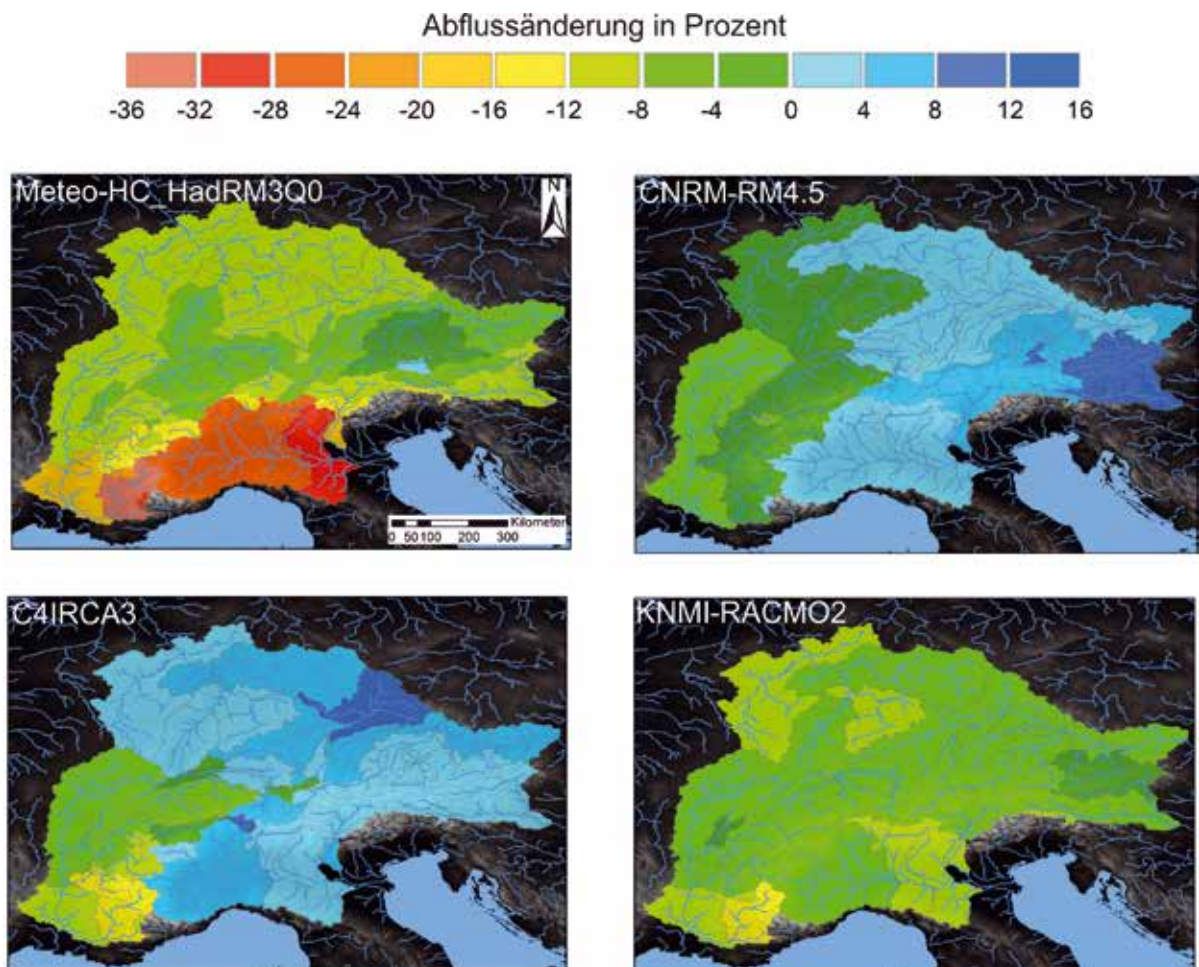 Abflussänderung in Prozent
-36 -32 -28 -24 -20 -16 -12 -8 -4 0 4 8 12 16
Meteo-HC_HadRM3Q0
N
CNRM-RM4.5
Kilometer
0 50 100 200 300
C4IRCA3
KNMI-RACMO2